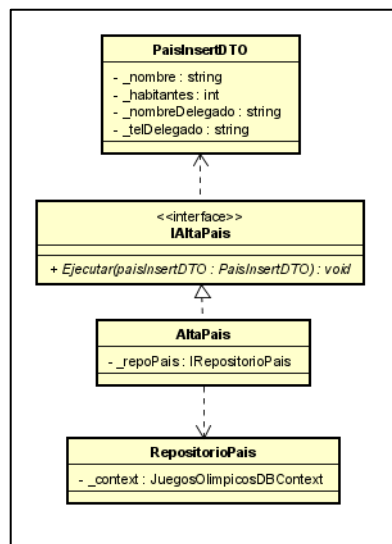 PaisInsertDTO
- _nombre : string
- _habitantes : int
- _nombreDelegado : string
- _telDelegado : string
<<interface>>
IAltaPais
+ Ejecutar(paisInsertDTO : PaisInsertDTO) : void
AltaPais
- _repoPais : IRepositorioPais
RepositorioPais
- _context : JuegosOlimpicosDBContext